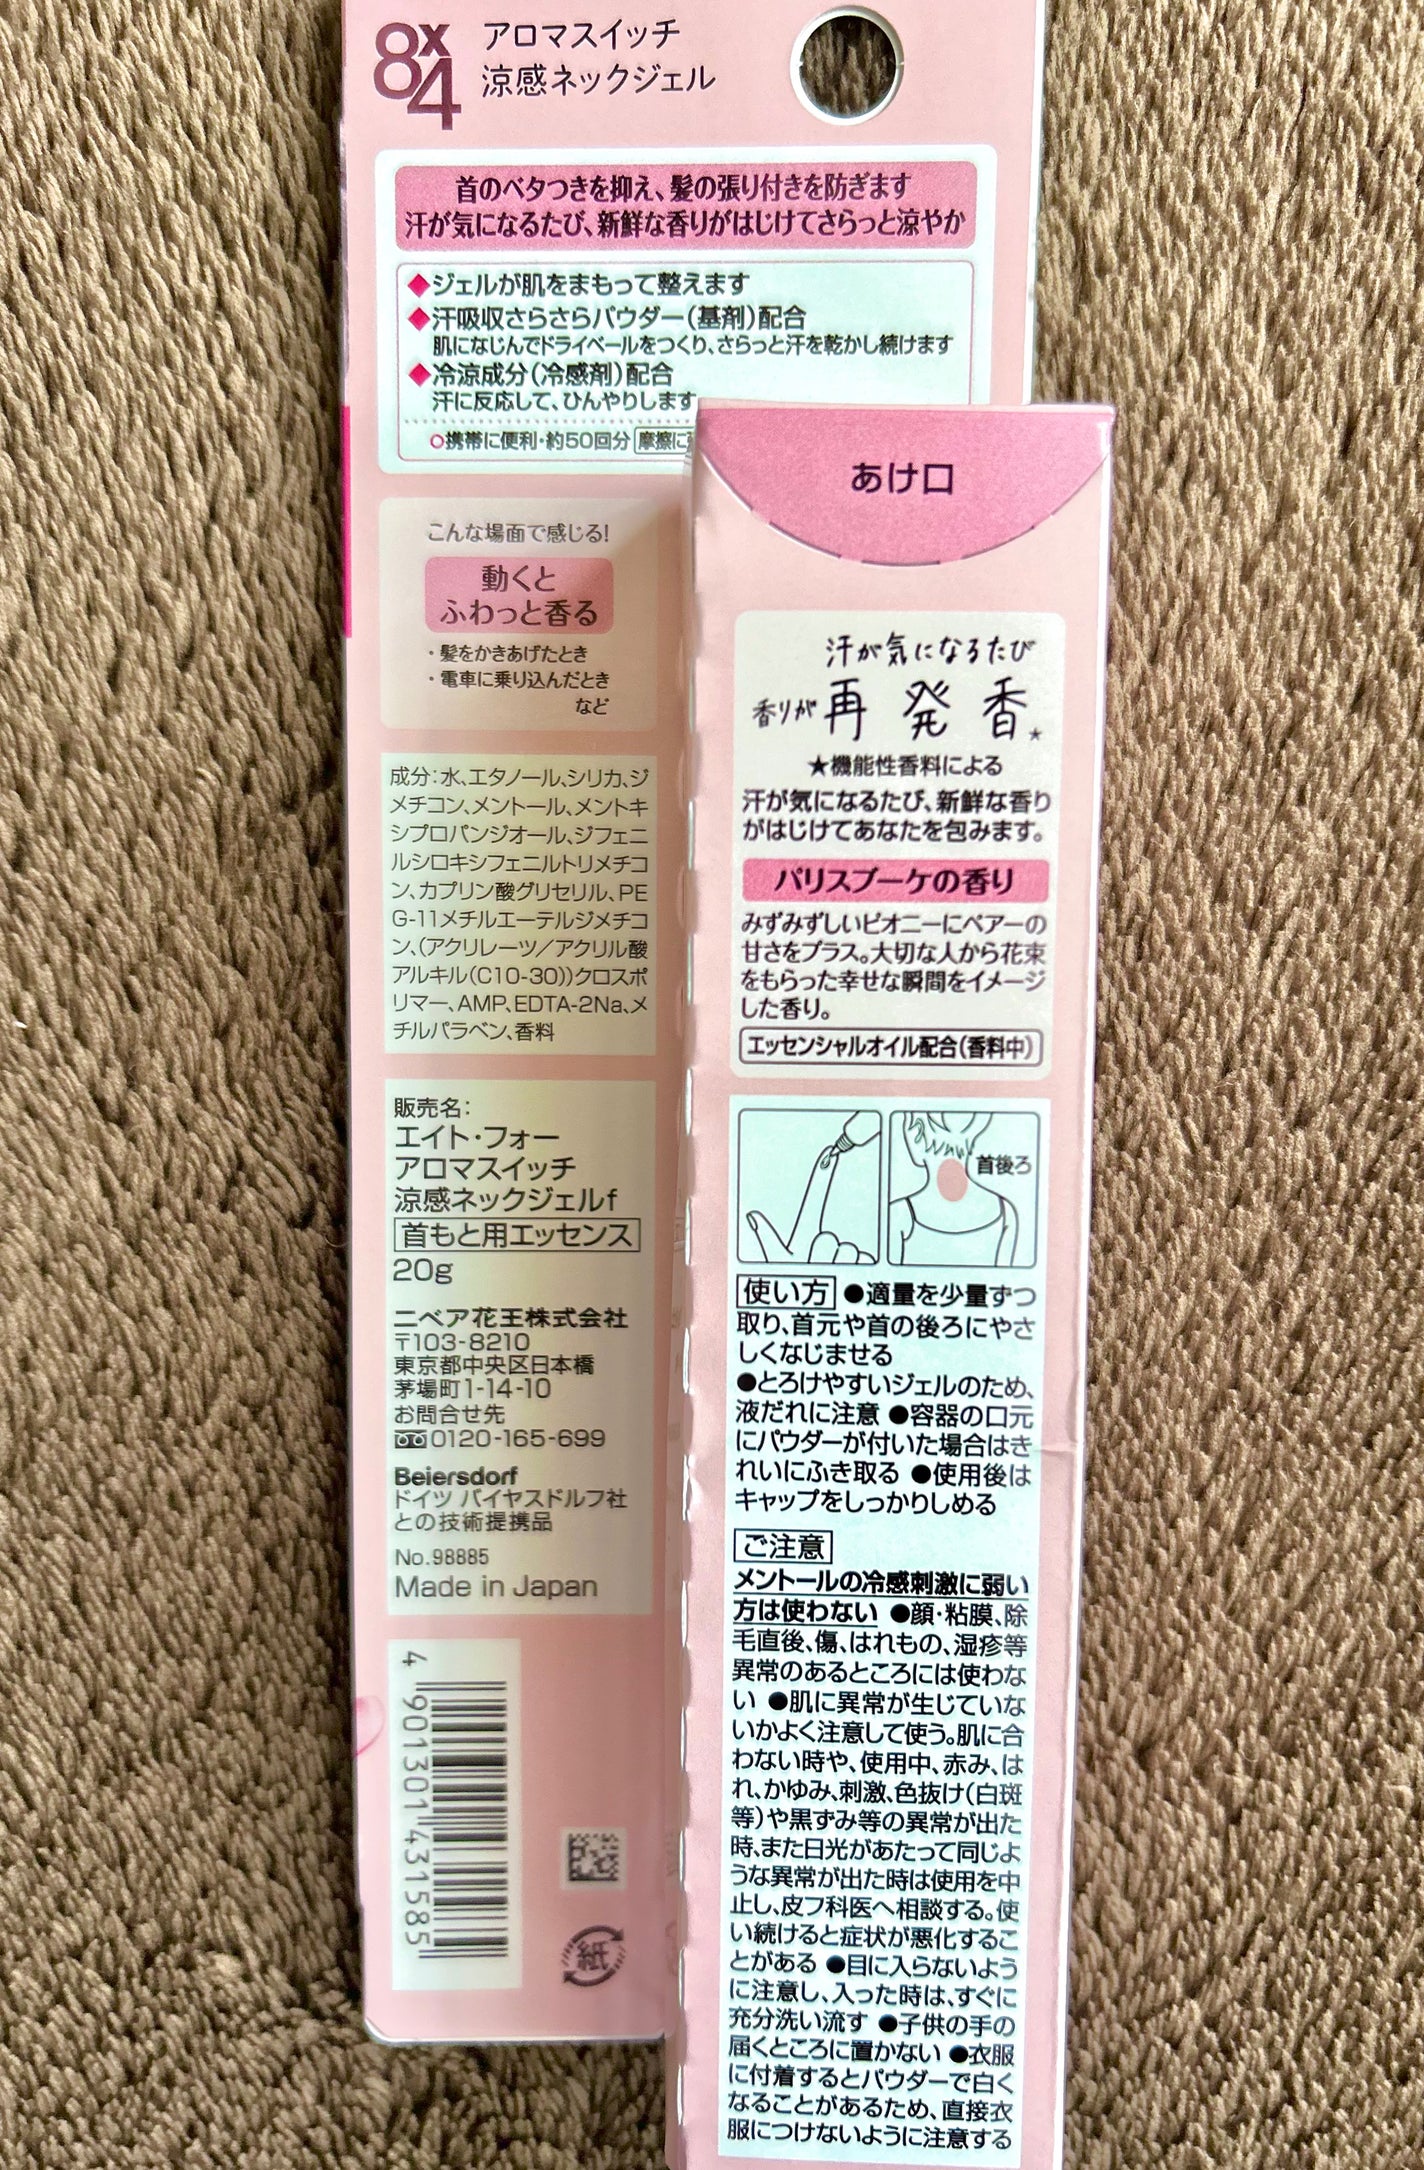 8x4
アロマスイッチ
涼感ネックジェル
首のベタつきを抑え、髪の張り付きを防ぎます
汗が気になるたび、新鮮な香りがはじけてさらっと涼やか
◆ジェルが肌をまもって整えます
◆汗吸収さらさらパウダー(基剤)配合
肌になじんでドライベールをつくり、さらっと汗を乾かし続けます
◆冷涼成分(冷感剤)配合
汗に反応して、ひんやりします
○携帯に便利・約50回分 摩擦に
こんな場面で感じる!
動くと
ふわっと香る
・髪をかきあげたとき
・電車に乗り込んだとき
など
成分:水、エタノール、シリカ、ジ
メチコン、メントール、メントキ
シプロパンジオール、ジフェニ
ルシロキシフェニルトリメチコ
ン、カプリン酸グリセリル、PE
G-11メチルエーテルジメチコ
ン、(アクリレーツ/アクリル酸
アルキル(C10-30))クロスポ
リマー、AMP、EDTA-2Na、メ
チルパラベン、香料
販売名:
エイト・フォー
アロマスイッチ
涼感ネックジェルf
首もと用エッセンス
20g
ニベア花王株式会社
〒103-8210
東京都中央区日本橋
茅場町1-14-10
お問合せ先
0120-165-699
Beiersdorf
ドイツ バイヤスドルフ社
との技術提携品
No.98885
Made in Japan
4 901301 431585
紙
あけ口
汗が気になるたび
香りが再発香★
★機能性香料による
汗が気になるたび、新鮮な香り
がはじけてあなたを包みます。
パリスブーケの香り
みずみずしいピオニーにペアーの
甘さをプラス。大切な人から花束
をもらった幸せな瞬間をイメージ
した香り。
エッセンシャルオイル配合(香料中)
首後ろ
使い方 ●適量を少量ずつ
取り、首元や首の後ろにやさ
しくなじませる
●とろけやすいジェルのため、
液だれに注意 ●容器の口元
にパウダーが付いた場合はき
れいにふき取る ●使用後は
キャップをしっかりしめる
ご注意
メントールの冷感刺激に弱い
方は使わない ●顔・粘膜、除
毛直後、傷、はれもの、湿疹等
異常のあるところには使わな
い ●肌に異常が生じていな
いかよく注意して使う。肌に合
わない時や、使用中、赤み、は
れ、かゆみ、刺激、色抜け(白斑
等)や黒ずみ等の異常が出た
時、また日光があたって同じよ
うな異常が出た時は使用を中
止し、皮フ科医へ相談する。使
い続けると症状が悪化するこ
とがある ●目に入らないよう
に注意し、入った時は、すぐに
充分洗い流す ●子供の手の
届くところに置かない ●衣服
に付着するとパウダーで白く
なることがあるため、直接衣
服につけないように注意する